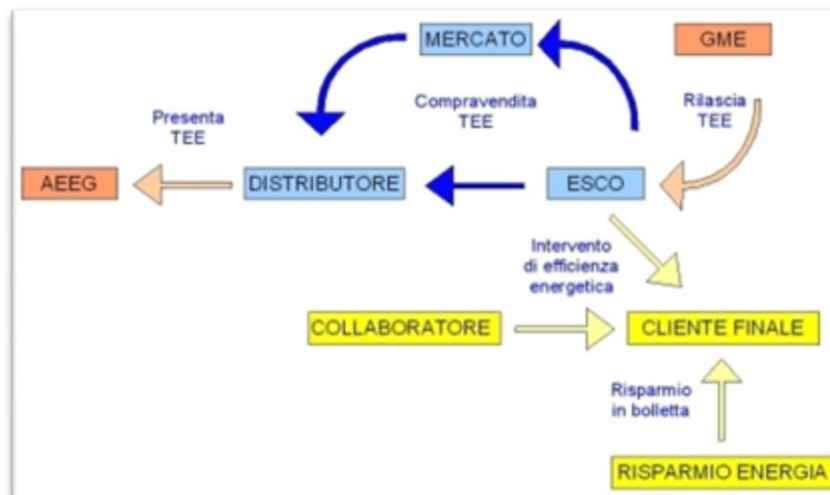 MERCATO
GME
Presenta
TEE
Compravendita
TEE
Rilascia
TEE
AEEG
DISTRIBUTORE
ESCO
Intervento
di efficienza
energetica
COLLABORATORE
CLIENTE FINALE
Risparmio
in bolletta
RISPARMIO ENERGIA